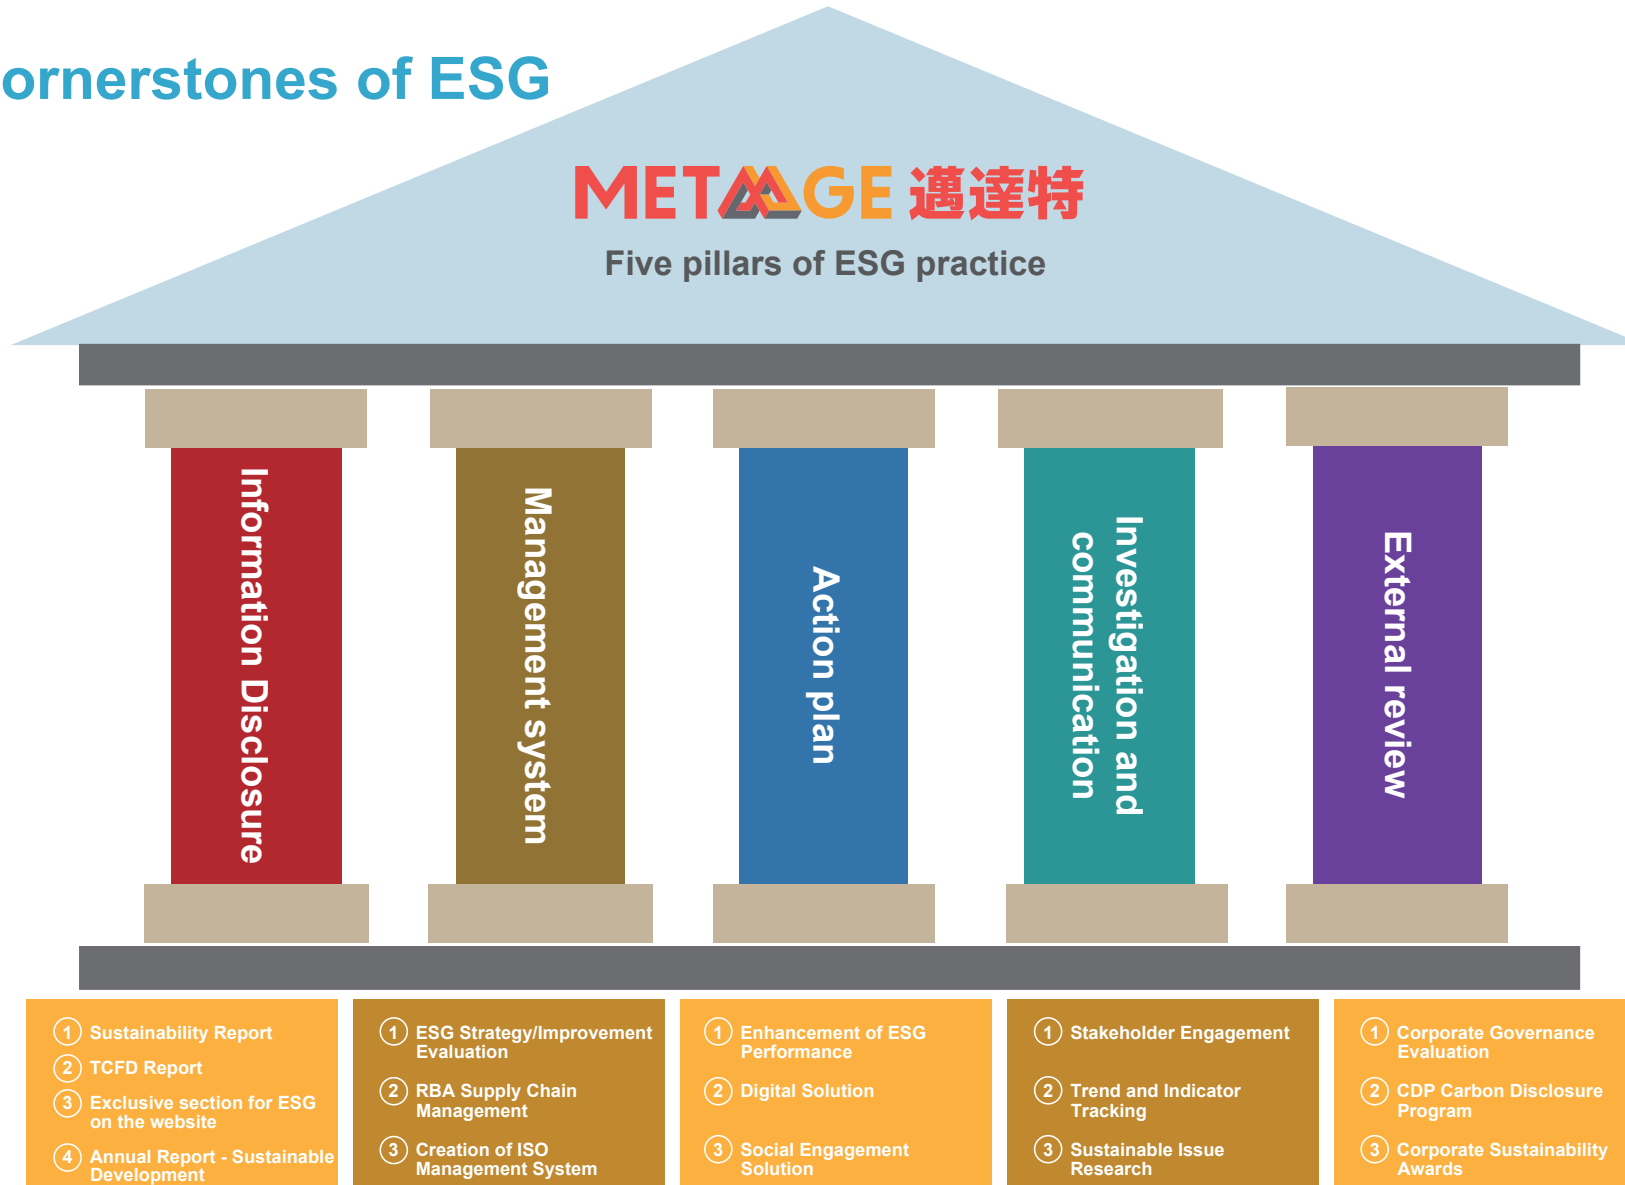 ornerstones of ESG
METAAGE 邁達特
Five pillars of ESG practice
Information Disclosure
Management system
Action plan
Investigation and
communication
External review
1 Sustainability Report
2 TCFD Report
3 Exclusive section for ESG
on the website
4 Annual Report - Sustainable
Development
1 ESG Strategy/Improvement
Evaluation
2 RBA Supply Chain
Management
3 Creation of ISO
Management System
1 Enhancement of ESG
Performance
2 Digital Solution
3 Social Engagement
Solution
1 Stakeholder Engagement
2 Trend and Indicator
Tracking
3 Sustainable Issue
Research
1 Corporate Governance
Evaluation
2 CDP Carbon Disclosure
Program
3 Corporate Sustainability
Awards